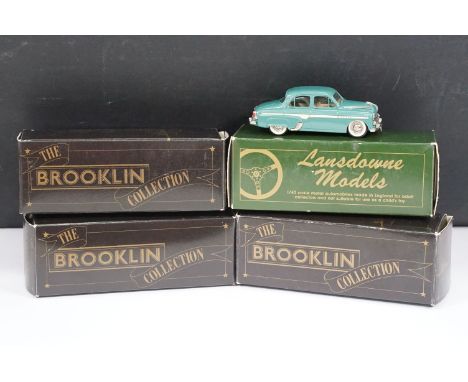 THE
BROOKLIN
COLLECTION
Lansdowne
Models
1/43 scale metal automobiles made in England for adult
collection and not suitable for use as a child's toy
THE
BROOKLIN
COLLECTION
THE
BROOKLIN
COLLECTION